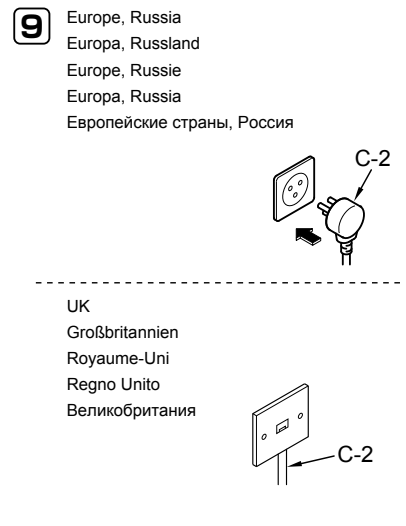 9
Europe, Russia
Europa, Russland
Europe, Russie
Europa, Russia
Европейские страны, Россия
C-2
UK
Großbritannien
Royaume-Uni
Regno Unito
Великобритания
C-2